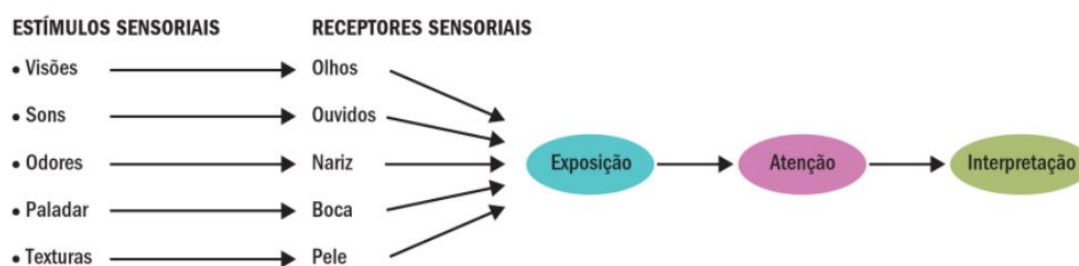 ESTÍMULOS SENSORIAIS RECEPTORES SENSORIAIS
• Visões Olhos
• Sons Ouvidos
• Odores Nariz Exposição Atenção Interpretação
• Paladar Boca
• Texturas Pele